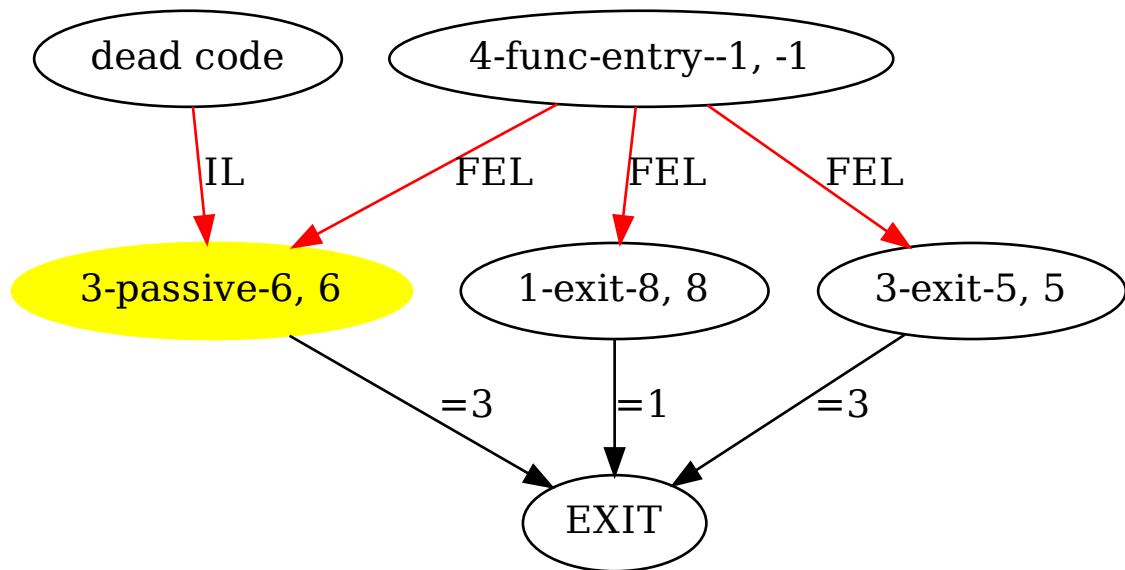 dead code
4-func-entry--1, -1
IL
FEL
FEL
FEL
3-passive-6, 6
1-exit-8, 8
3-exit-5, 5
=3
=1
=3
EXIT